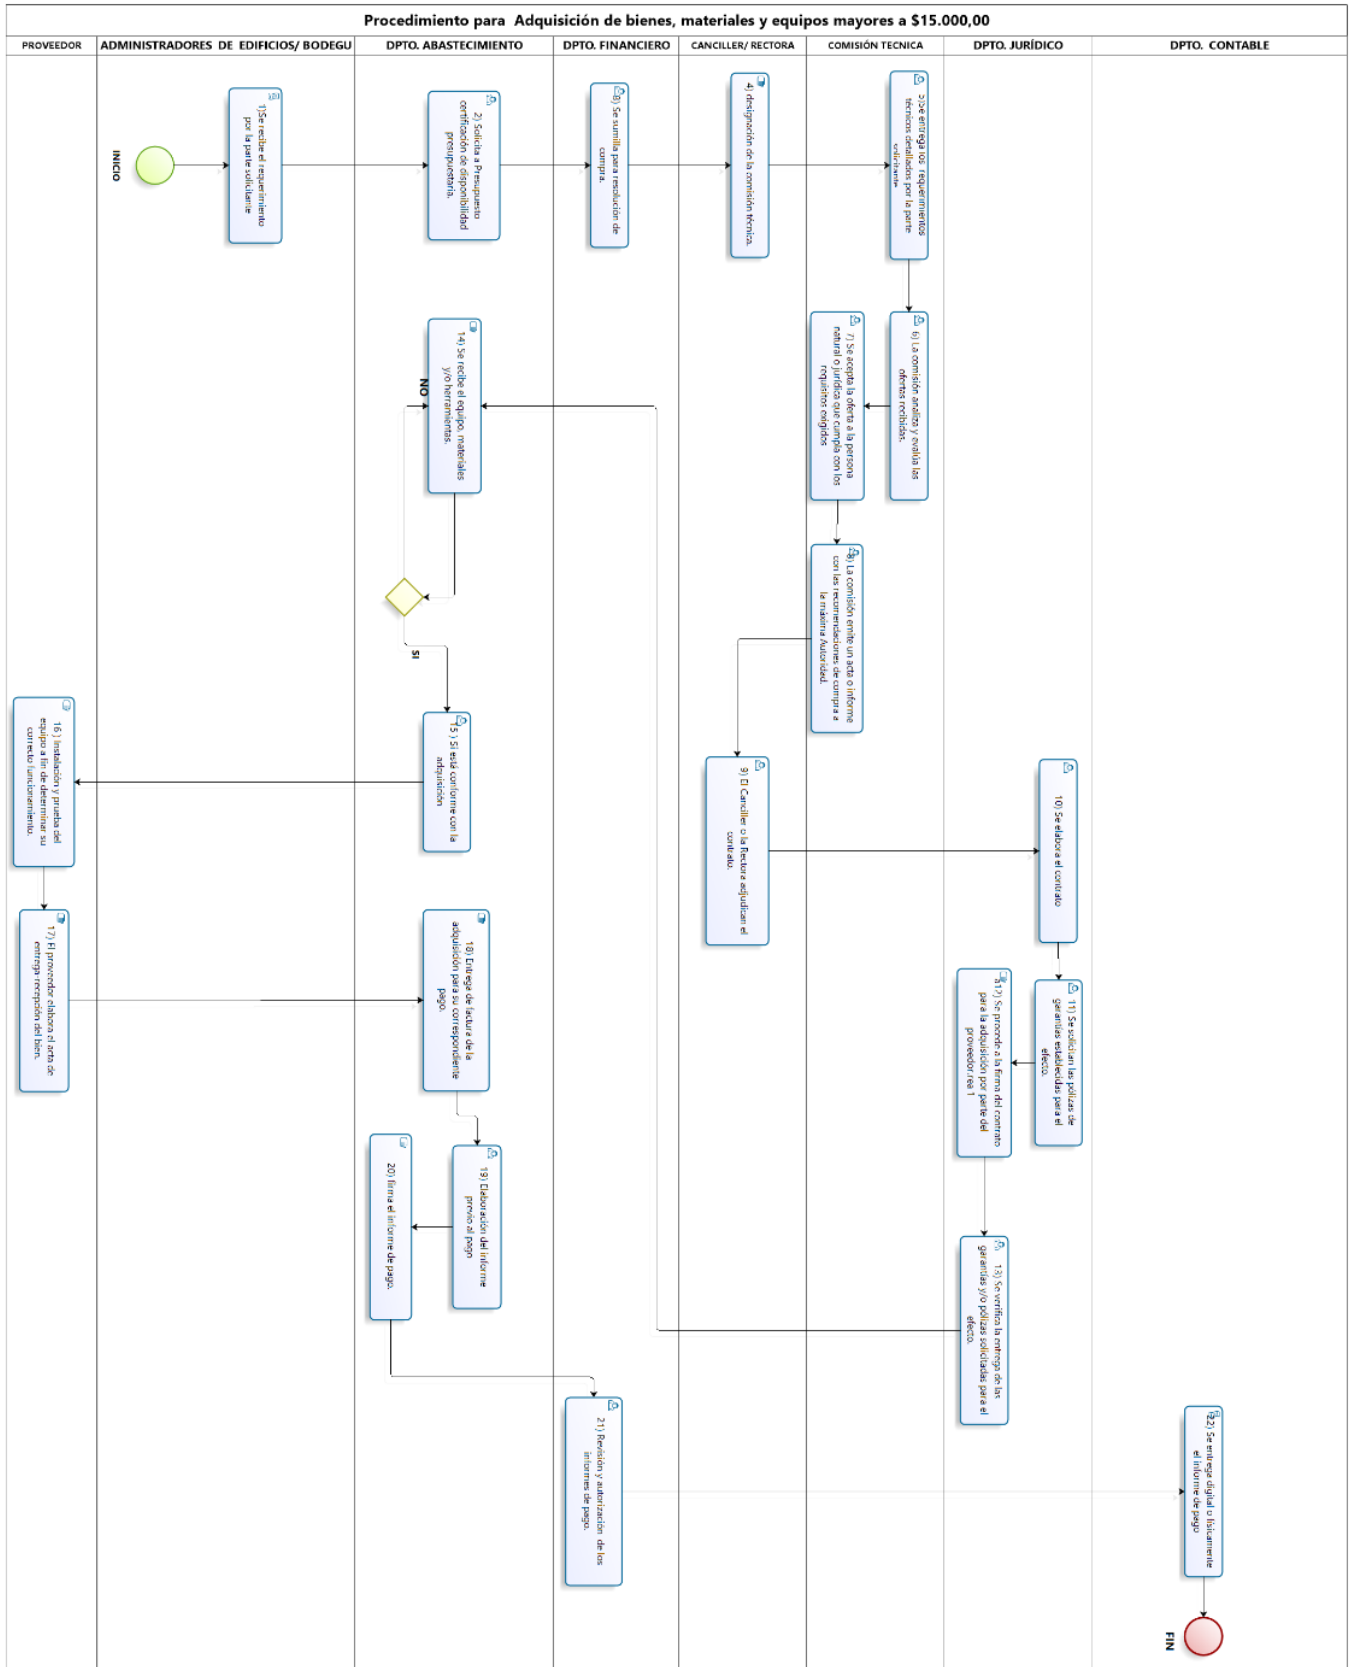 Procedimiento para Adquisición de bienes, materiales y equipos mayores a $15.000,00
PROVEEDOR
ADMINISTRADORES DE EDIFICIOS/ BODEGU
DPTO. ABASTECIMIENTO
DPTO. FINANCIERO
CANCILLER/ RECTORA
COMISIÓN TECNICA
DPTO. JURÍDICO
DPTO. CONTABLE
INICIO
1)Se recibe el requerimiento
por la parte solicitante
2) Solicita a Presupuesto
certificación de disponibilidad
presupuestaria.
3) Se sumilla para resolución de
compra.
4) designación de la comisión técnica.
5)Se entrega los requerimientos
técnicos detallados por la parte
solicitante
6) La comisión analiza y evalúa las
ofertas recibidas.
7) Se acepta la oferta a la persona
natural o jurídica que cumpla con los
requisitos exigidos
8) La comisión emite un acta o informe
con las recomendaciones de compra a
la máxima Autoridad.
9) El Canciller o la Rectora adjudican el
contrato.
10) Se elabora el contrato
11) Se solicitan las pólizas de
garantías establecidas para el
efecto.
a12) Se procede a la firma del contrato
para la adquisición por parte del
proveedor.rea 1
13) Se verifica la entrega de las
garantías y/o pólizas solicitadas para el
efecto.
14) Se recibe el equipo, materiales
y/o herramientas.
NO
SI
15 ) Si está conforme con la
adquisición
16 ) Instalación y prueba del
equipo a fin de determinar su
correcto funcionamiento.
17) El proveedor elabora el acta de
entrega-recepción del bien.
18) Entrega de factura de la
adquisición para su correspondiente
pago.
19) Elaboración del informe
previo al pago
20) firma el informe de pago.
21) Revisión y autorización de los
informes de pago.
22) Se entrega digital o físicamente
el informe de pago
FIN